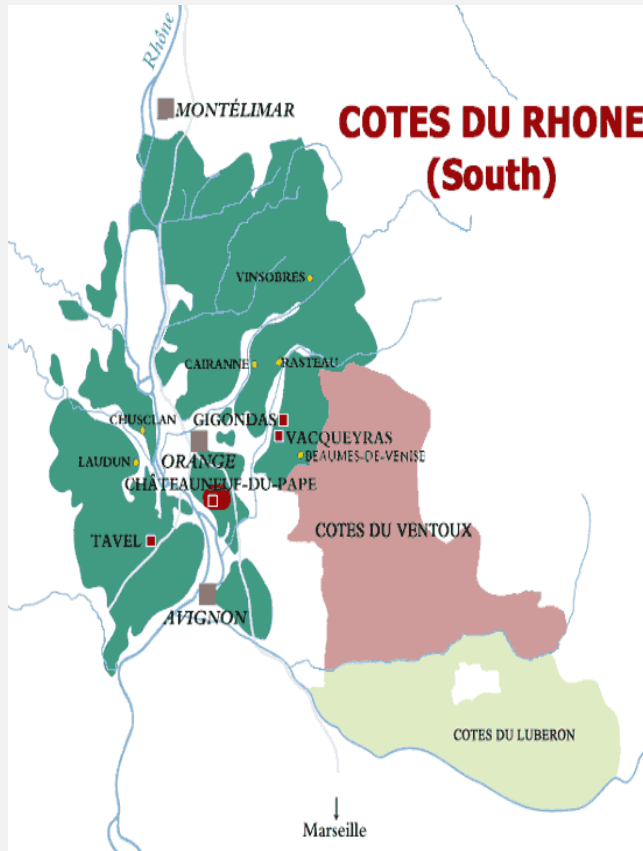 Rhône
MONTÉLIMAR
COTES DU RHONE
(South)
VINSOBRES
CAIRANNE
RASTEAU
CHUSCLAN
GIGONDAS
VACQUEYRAS
ORANGE
BEAUMES-DE-VENISE
LAUDUN
CHÂTEAUNEUF-DU-PAPE
COTES DU VENTOUX
TAVEL
AVIGNON
COTES DU LUBERON
Marseille